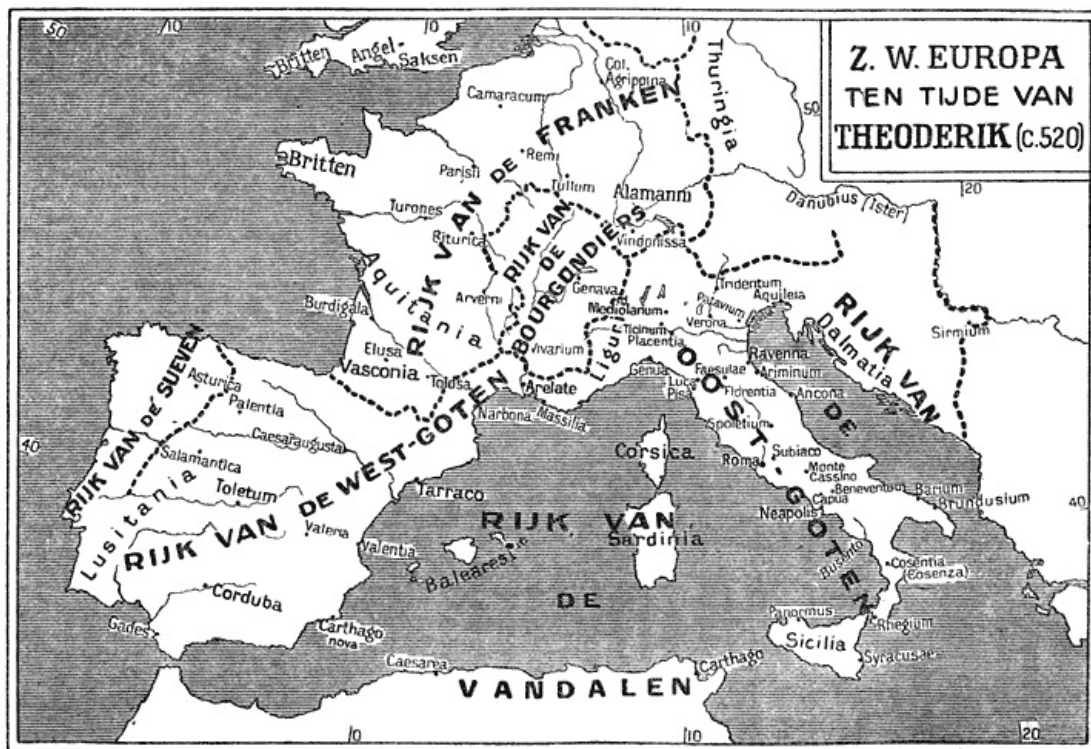 Z. W. EUROPA
TEN TIJDE VAN
THEODERIK (c.520)
50
10
0
10
50
20
40
40
0
10
20
Britten
Angel-
Saksen
Col.
Agrippina
Thuringia
Camaracum
RIJK VAN DE FRANKEN
Britten
Parisii
Remi
Tullum
Alamanni
Turones
Danubius (Ister)
Biturica
Vindonissa
RIJK VAN
DE
BOURGONDIERS
Aquitania
Arverni
Genava
Tridentum
Patavium
Aquileia
Burdigala
Mediolanum
Verona
Ticinum
Placentia
Sirmium
Elusa
Vivarium
Liguri
Dalmatia
Vasconia
Tolosa
Arelate
Genua
Ravenna
Faesulae
Ariminum
Luca
Pisa
Florentia
Ancona
Narbona
Massilia
RIJK VAN
DE
OOST-GOTEN
RIJK VAN DE SUEVEN
Asturica
Palentia
Caesaraugusta
Salamantica
Spoletium
Corsica
Roma
Subiaco
Monte
Cassino
Lusitania
Toletum
Tarraco
Beneventum
Capua
Barium
Brundusium
Neapolis
RIJK VAN DE WEST-GOTEN
Valeria
Valentia
RIJK VAN
Sardinia
Baleares
Busento
Cosentia
(Cosenza)
DE
Corduba
Gades
Carthago
nova
Panormus
Rhegium
Sicilia
Syracusae
Caesarea
Carthago
VANDALEN